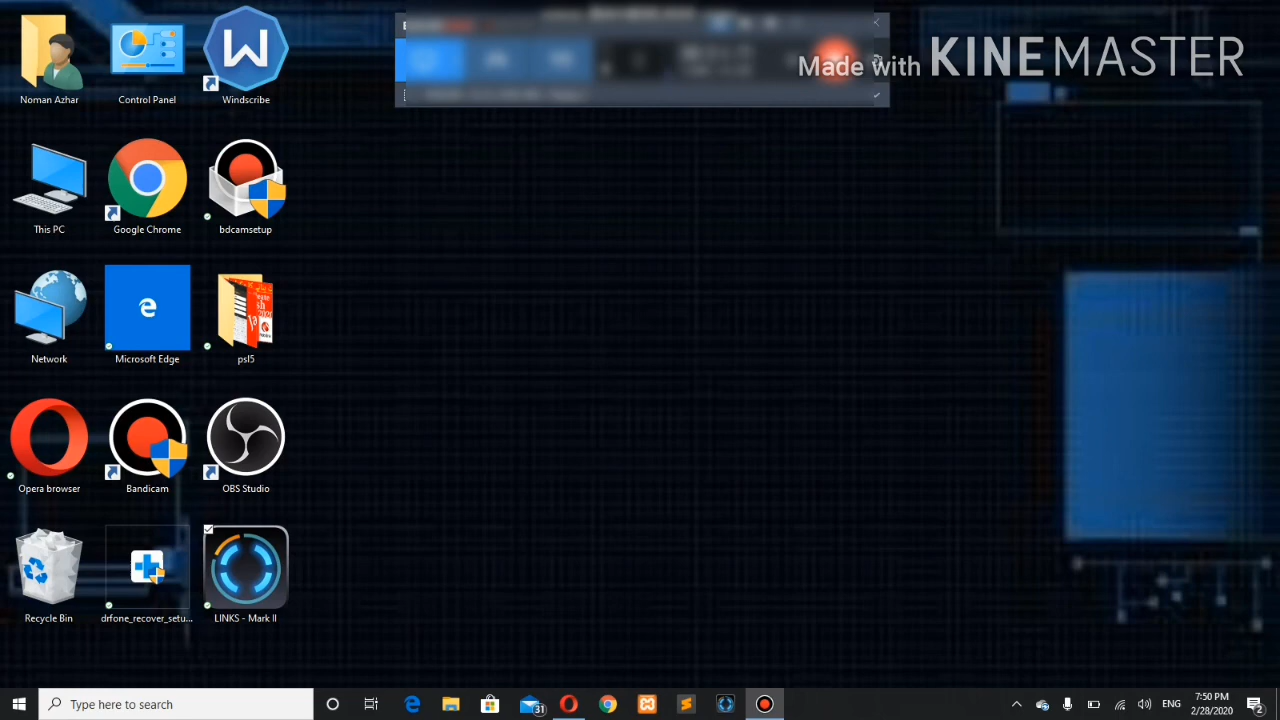 Made with KINEMASTER
Noman Azhar
Control Panel
Windscribe
This PC
Google Chrome
bdcamsetup
Network
Microsoft Edge
psl5
Opera browser
Bandicam
OBS Studio
Recycle Bin
drfone_recover_setu...
LINKS - Mark II
Type here to search
31
ENG
7:50 PM
2/28/2020
2